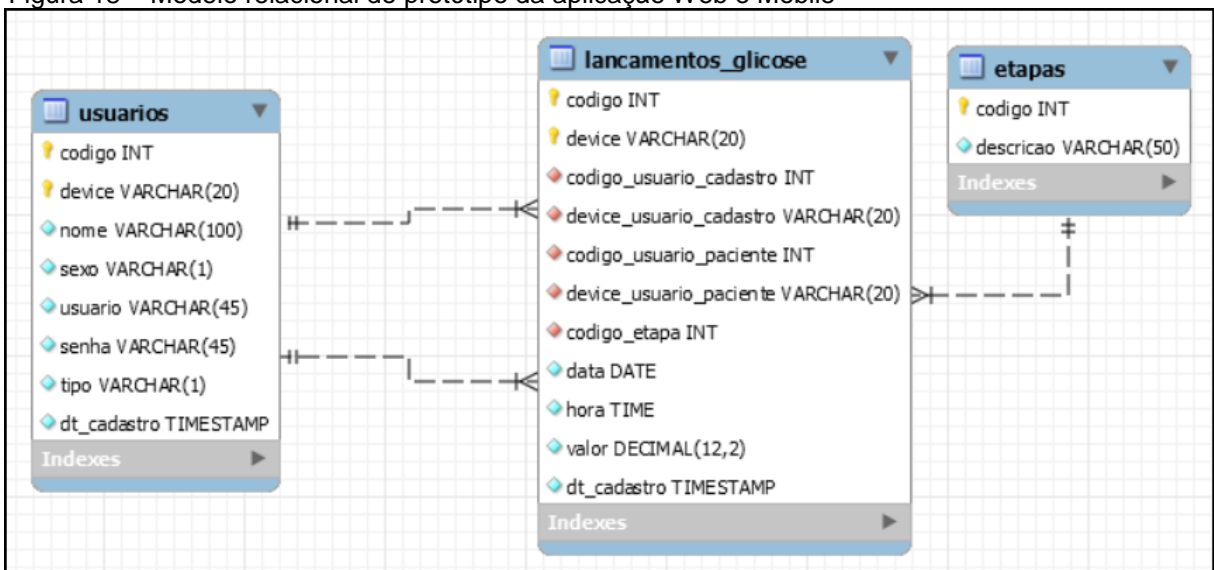 Figura 18 – Modelo relacional do protótipo da aplicação Web e Mobile
usuarios
codigo INT
device VARCHAR(20)
nome VARCHAR(100)
sexo VARCHAR(1)
usuario VARCHAR(45)
senha VARCHAR(45)
tipo VARCHAR(1)
dt_cadastro TIMESTAMP
Indexes
lancamentos_glicose
codigo INT
device VARCHAR(20)
codigo_usuario_cadastro INT
device_usuario_cadastro VARCHAR(20)
codigo_usuario_paciente INT
device_usuario_paciente VARCHAR(20)
codigo_etapa INT
data DATE
hora TIME
valor DECIMAL(12,2)
dt_cadastro TIMESTAMP
Indexes
etapas
codigo INT
descricao VARCHAR(50)
Indexes